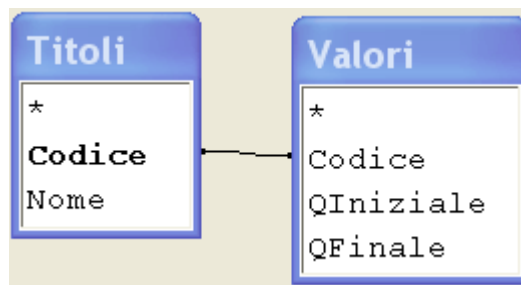 Titoli
*
Codice
Nome
Valori
*
Codice
QIniziale
QFinale